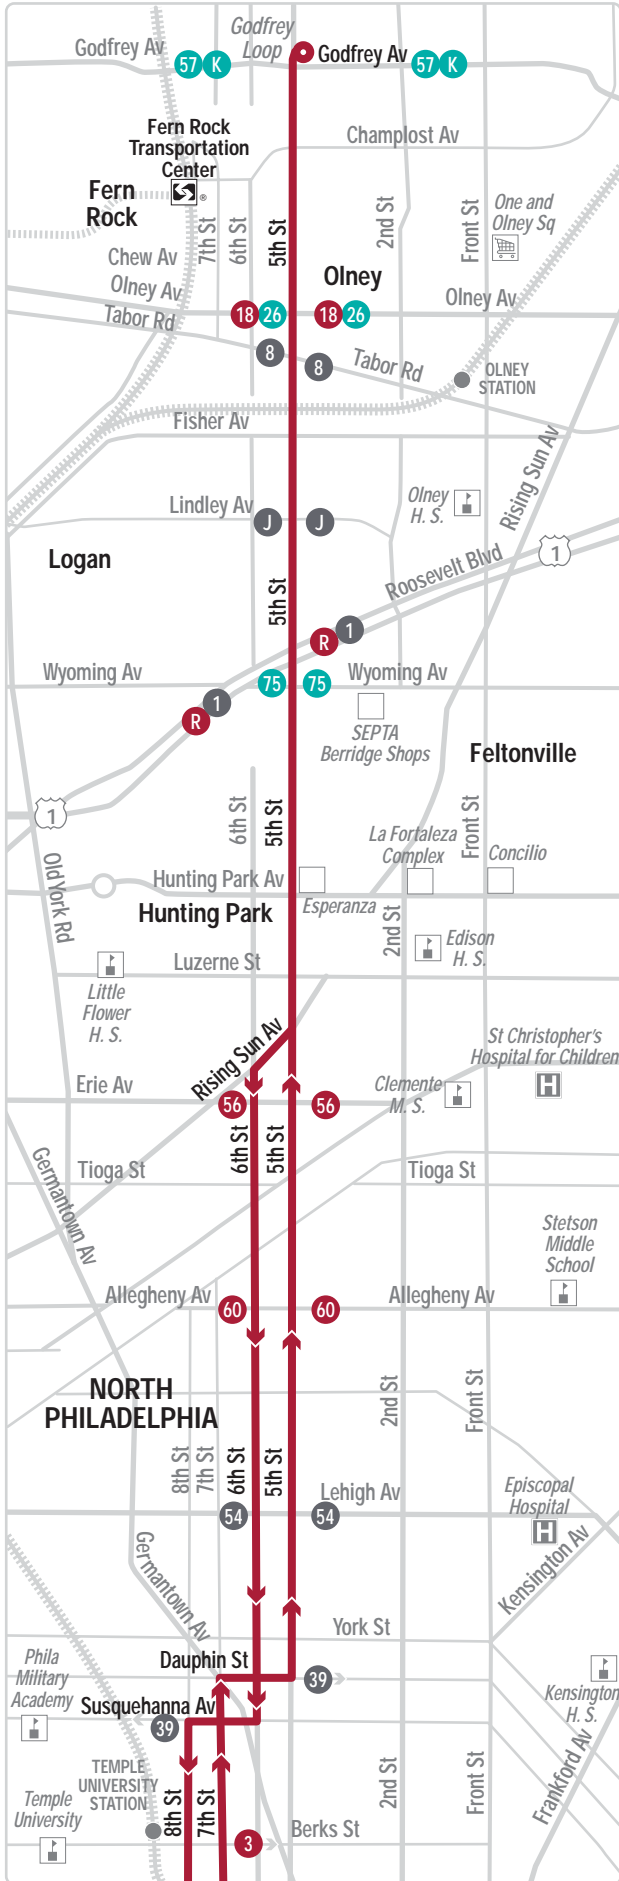 Godfrey
Loop
Godfrey Av
57 K
Godfrey Av
57 K
Fern Rock
Transportation
Center
®
Champlost Av
Fern
Rock
7th St
6th St
5th St
2nd St
Front St
One and
Olney Sq
Chew Av
Olney Av
Tabor Rd
Olney
Olney Av
18 26
18 26
8
8
Tabor Rd
OLNEY
STATION
Fisher Av
Rising Sun Av
Lindley Av
J
J
Olney
H. S.
Logan
5th St
Roosevelt Blvd
1
R 1
Wyoming Av
75
75
Wyoming Av
R 1
SEPTA
Berridge Shops
Feltonville
1
6th St
5th St
Front St
La Fortaleza
Complex
Concilio
Old York Rd
Hunting Park Av
Esperanza
Hunting Park
2nd St
Edison
H. S.
Luzerne St
Little
Flower
H. S.
Rising Sun Av
St Christopher's
Hospital for Children
Erie Av
56
56
Clemente
M. S.
6th St
5th St
Germantown Av
Tioga St
Tioga St
Stetson
Middle
School
Allegheny Av
60
60
Allegheny Av
NORTH
PHILADELPHIA
2nd St
Front St
8th St
7th St
6th St
5th St
Lehigh Av
54
54
Episcopal
Hospital
Germantown Av
Kensington Av
York St
Phila
Military
Academy
Dauphin St
39
Susquehanna Av
39
Kensington
H. S.
TEMPLE
UNIVERSITY
STATION
8th St
7th St
2nd St
Front St
Frankford Av
Temple
University
3
Berks St